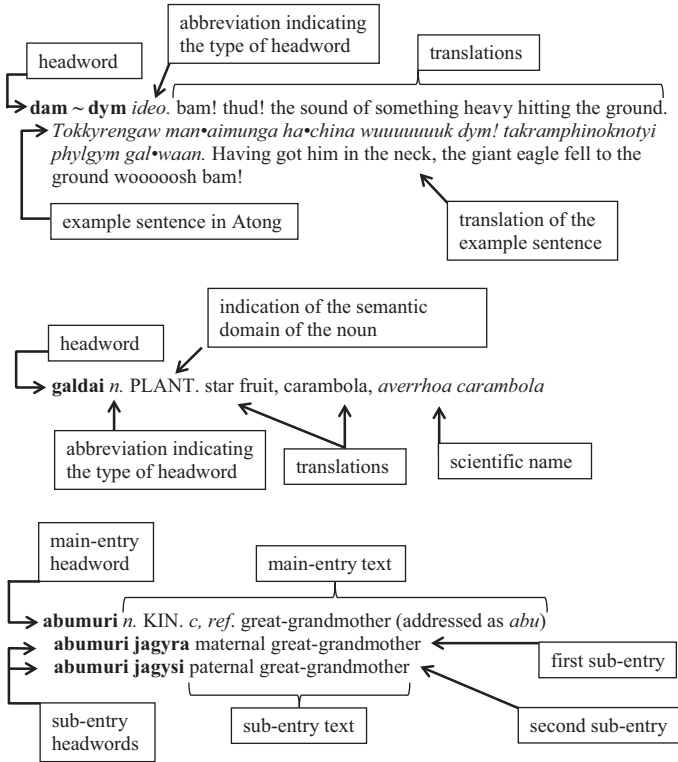 abbreviation indicating
the type of headword
headword
translations
dam ~ dym ideo. bam! thud! the sound of something heavy hitting the ground.
Tokkyrengaw man•aimunga ha•china wuuuuuuuk dym! takramphinoknotyi
phylgym gal•waan. Having got him in the neck, the giant eagle fell to the
ground wooooosh bam!
example sentence in Atong
translation of the
example sentence
indication of the semantic
domain of the noun
headword
galdai n. PLANT. star fruit, carambola, averrhoa carambola
abbreviation indicating
the type of headword
translations
scientific name
main-entry
headword
main-entry text
abumuri n. KIN. c, ref. great-grandmother (addressed as abu)
abumuri jagyra maternal great-grandmother
abumuri jagysi paternal great-grandmother
first sub-entry
sub-entry
headwords
sub-entry text
second sub-entry